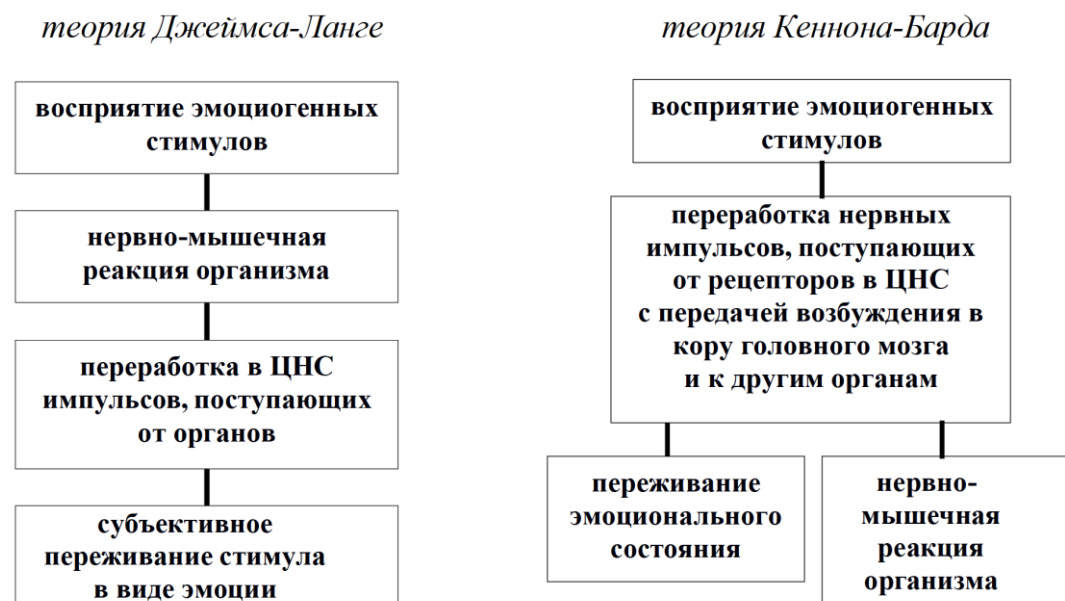 теория Джеймса-Ланге
восприятие эмоциогенных
стимулов
нервно-мышечная
реакция организма
переработка в ЦНС
импульсов, поступающих
от органов
субъективное
переживание стимула
в виде эмоции
теория Кеннона-Барда
восприятие эмоциогенных
стимулов
переработка нервных
импульсов, поступающих
от рецепторов в ЦНС
с передачей возбуждения в
кору головного мозга
и к другим органам
переживание
эмоционального
состояния
нервно-
мышечная
реакция
организма